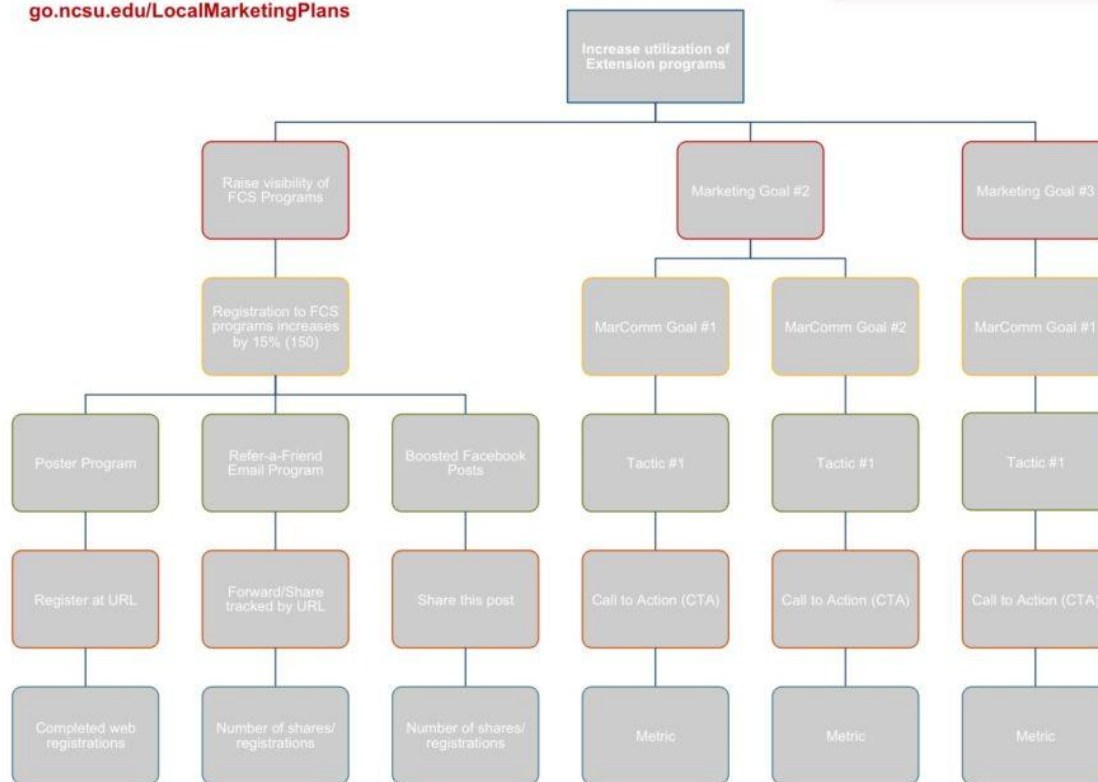 go.ncsu.edu/LocalMarketingPlans
Increase utilization of
Extension programs
Raise visibility of
FCS Programs
Marketing Goal #2
Marketing Goal #3
Registration to FCS
programs increases
by 15% (150)
MarComm Goal #1
MarComm Goal #2
MarComm Goal #1
Poster Program
Refer-a-Friend
Email Program
Boosted Facebook
Posts
Tactic #1
Tactic #1
Tactic #1
Register at URL
Forward/Share
tracked by URL
Share this post
Call to Action (CTA)
Call to Action (CTA)
Call to Action (CTA)
Completed web
registrations
Number of shares/
registrations
Number of shares/
registrations
Metric
Metric
Metric